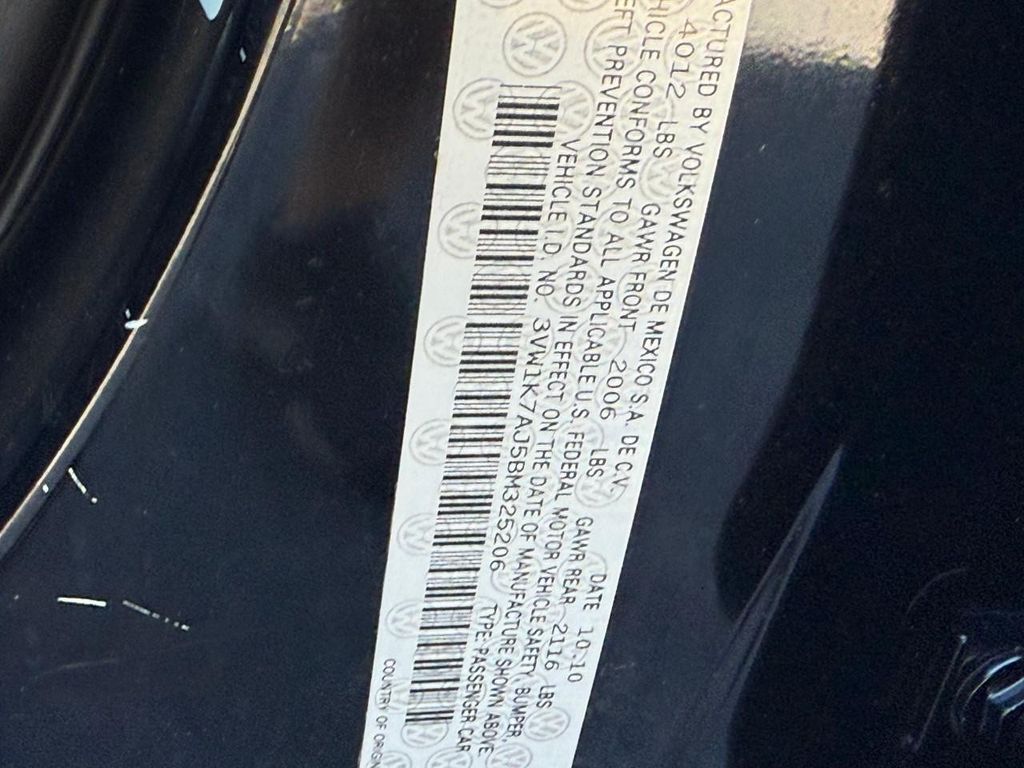 ACTURED BY VOLKSWAGEN DE MEXICO S.A. DE C.V. DATE 10-10
4012 LBS GAWR FRONT 2006 LBS GAWR REAR 2116 LBS
HICLE CONFORMS TO ALL APPLICABLE U.S. FEDERAL MOTOR VEHICLE SAFETY, BUMPER,
EFT PREVENTION STANDARDS IN EFFECT ON THE DATE OF MANUFACTURE SHOWN ABOVE
VEHICLE I.D. NO. 3VW1K7AJ5BM325206 TYPE: PASSENGER CAR
COUNTRY OF ORIGIN